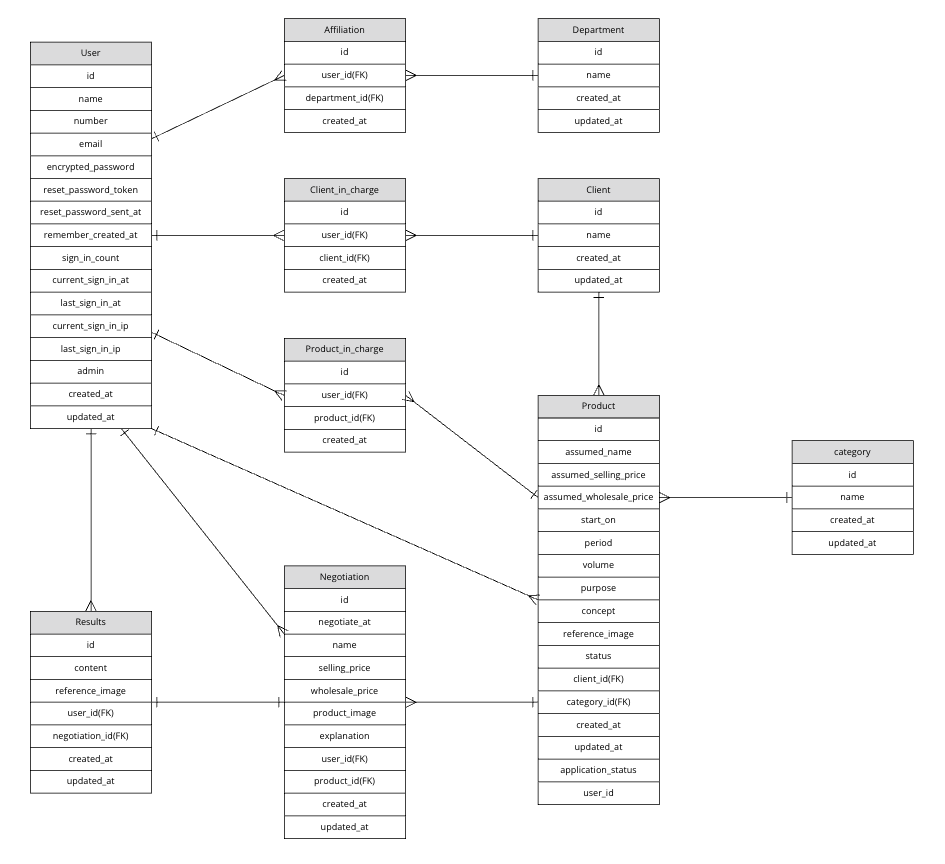 User
id
name
number
email
encrypted_password
reset_password_token
reset_password_sent_at
remember_created_at
sign_in_count
current_sign_in_at
last_sign_in_at
current_sign_in_ip
last_sign_in_ip
admin
created_at
updated_at
Affiliation
id
user_id(FK)
department_id(FK)
created_at
Department
id
name
created_at
updated_at
Client_in_charge
id
user_id(FK)
client_id(FK)
created_at
Client
id
name
created_at
updated_at
Product_in_charge
id
user_id(FK)
product_id(FK)
created_at
Product
id
assumed_name
assumed_selling_price
assumed_wholesale_price
start_on
period
volume
purpose
concept
reference_image
status
client_id(FK)
category_id(FK)
created_at
updated_at
application_status
user_id
category
id
name
created_at
updated_at
Negotiation
id
negotiate_at
name
selling_price
wholesale_price
product_image
explanation
user_id(FK)
product_id(FK)
created_at
updated_at
Results
id
content
reference_image
user_id(FK)
negotiation_id(FK)
created_at
updated_at